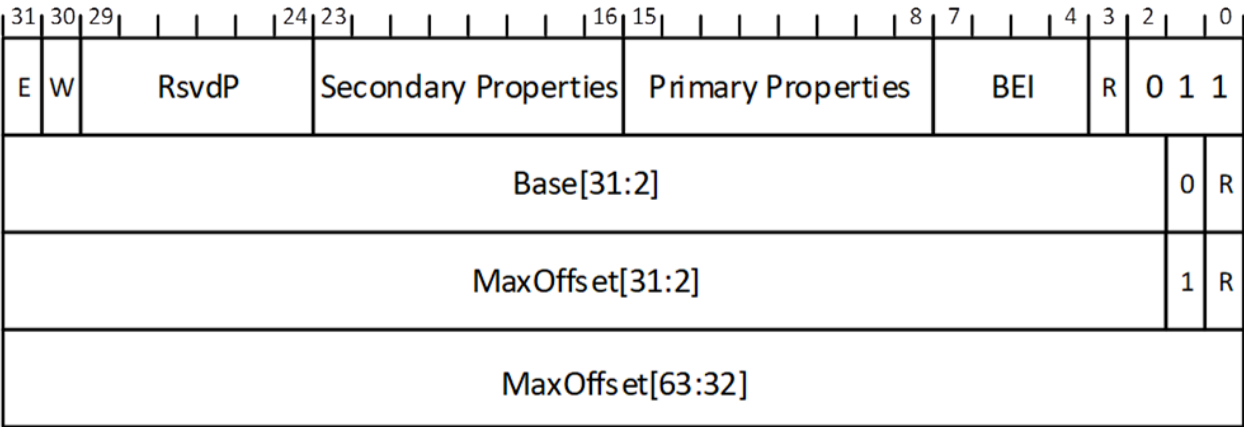 31 30 29 24 23 16 15 8 7 4 3 2 0
E W RsvdP Secondary Properties Primary Properties BEI R 0 1 1
Base[31:2] 0 R
MaxOffset[31:2] 1 R
MaxOffset[63:32]